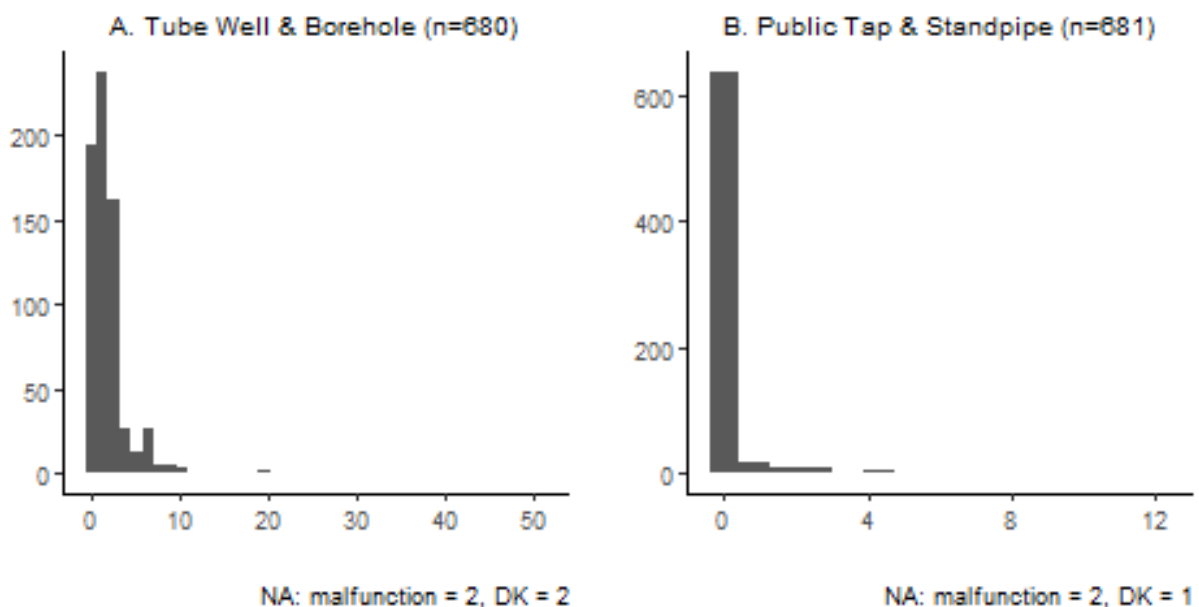 A. Tube Well & Borehole (n=680)
200
150
100
50
0
0 10 20 30 40 50
NA: malfunction = 2, DK = 2
B. Public Tap & Standpipe (n=681)
600
400
200
0
0 4 8 12
NA: malfunction = 2, DK = 1